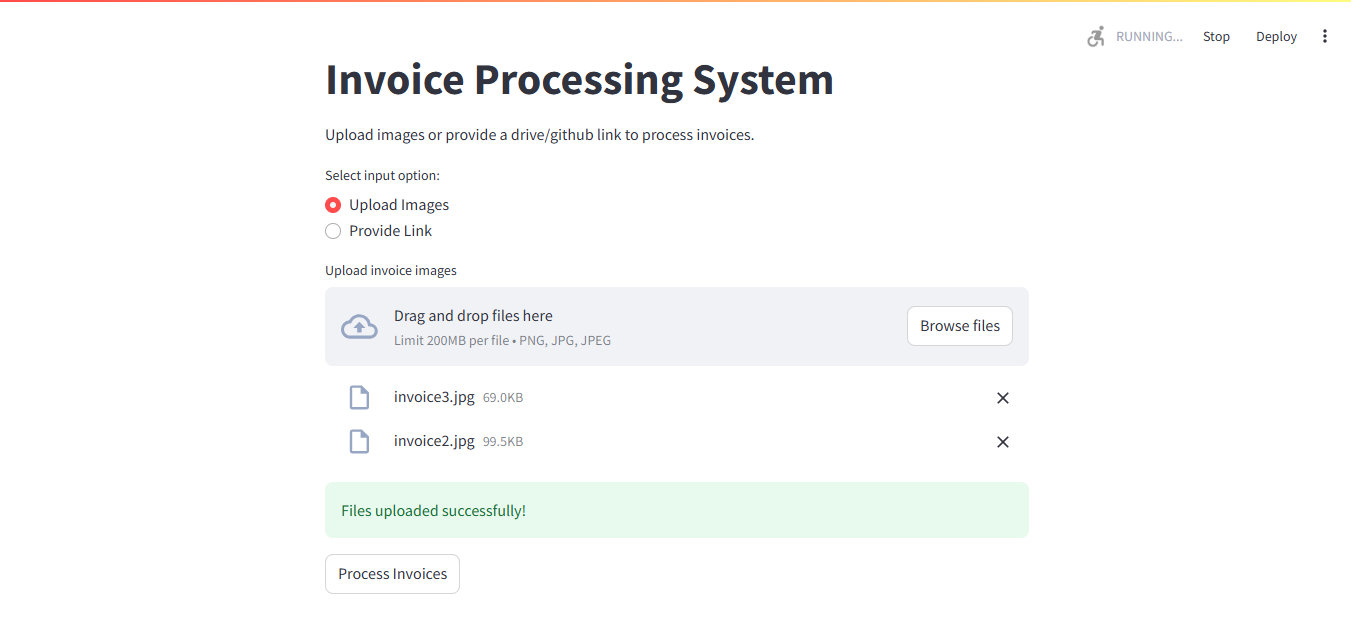 RUNNING... Stop Deploy
Invoice Processing System
Upload images or provide a drive/github link to process invoices.
Select input option:
Upload Images
Provide Link
Upload invoice images
Drag and drop files here
Limit 200MB per file • PNG, JPG, JPEG
Browse files
invoice3.jpg 69.0KB
invoice2.jpg 99.5KB
Files uploaded successfully!
Process Invoices